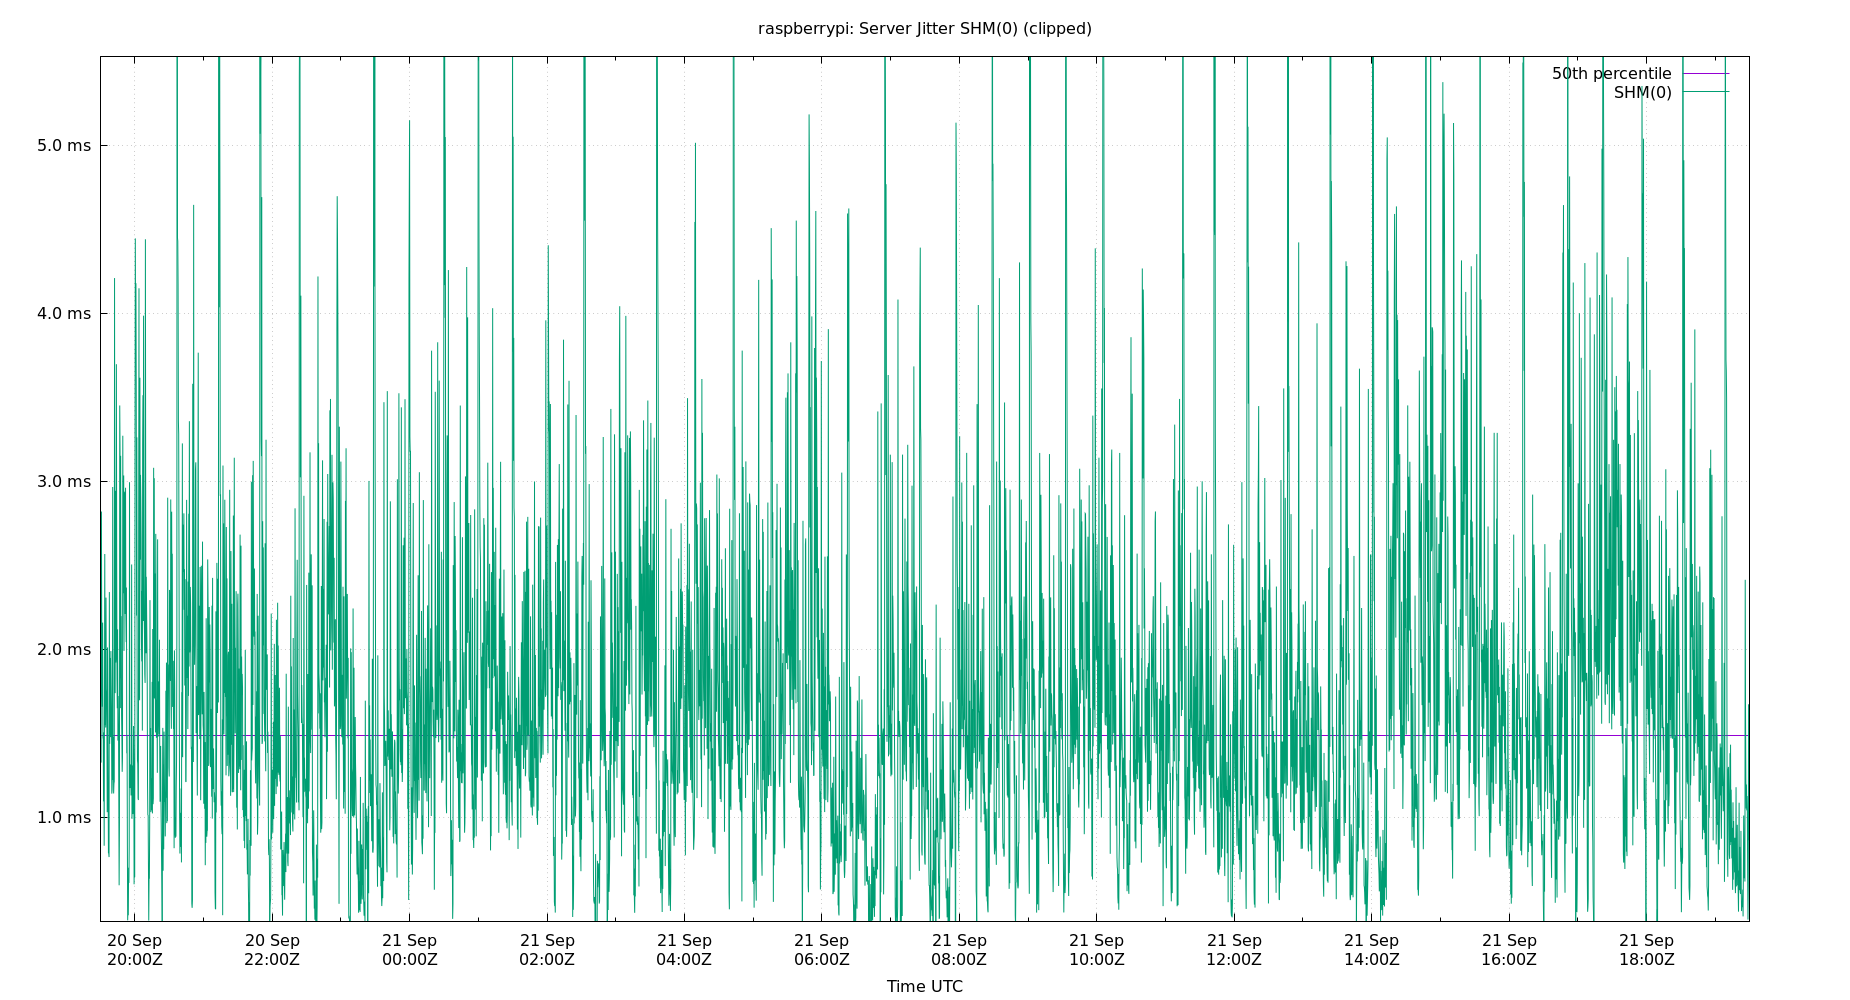 raspberrypi: Server Jitter SHM(0) (clipped)
50th percentile
SHM(0)
5.0 ms
4.0 ms
3.0 ms
2.0 ms
1.0 ms
20 Sep 20 Sep 21 Sep 21 Sep 21 Sep 21 Sep 21 Sep 21 Sep 21 Sep 21 Sep 21 Sep 21 Sep
20:00Z 22:00Z 00:00Z 02:00Z 04:00Z 06:00Z 08:00Z 10:00Z 12:00Z 14:00Z 16:00Z 18:00Z
Time UTC